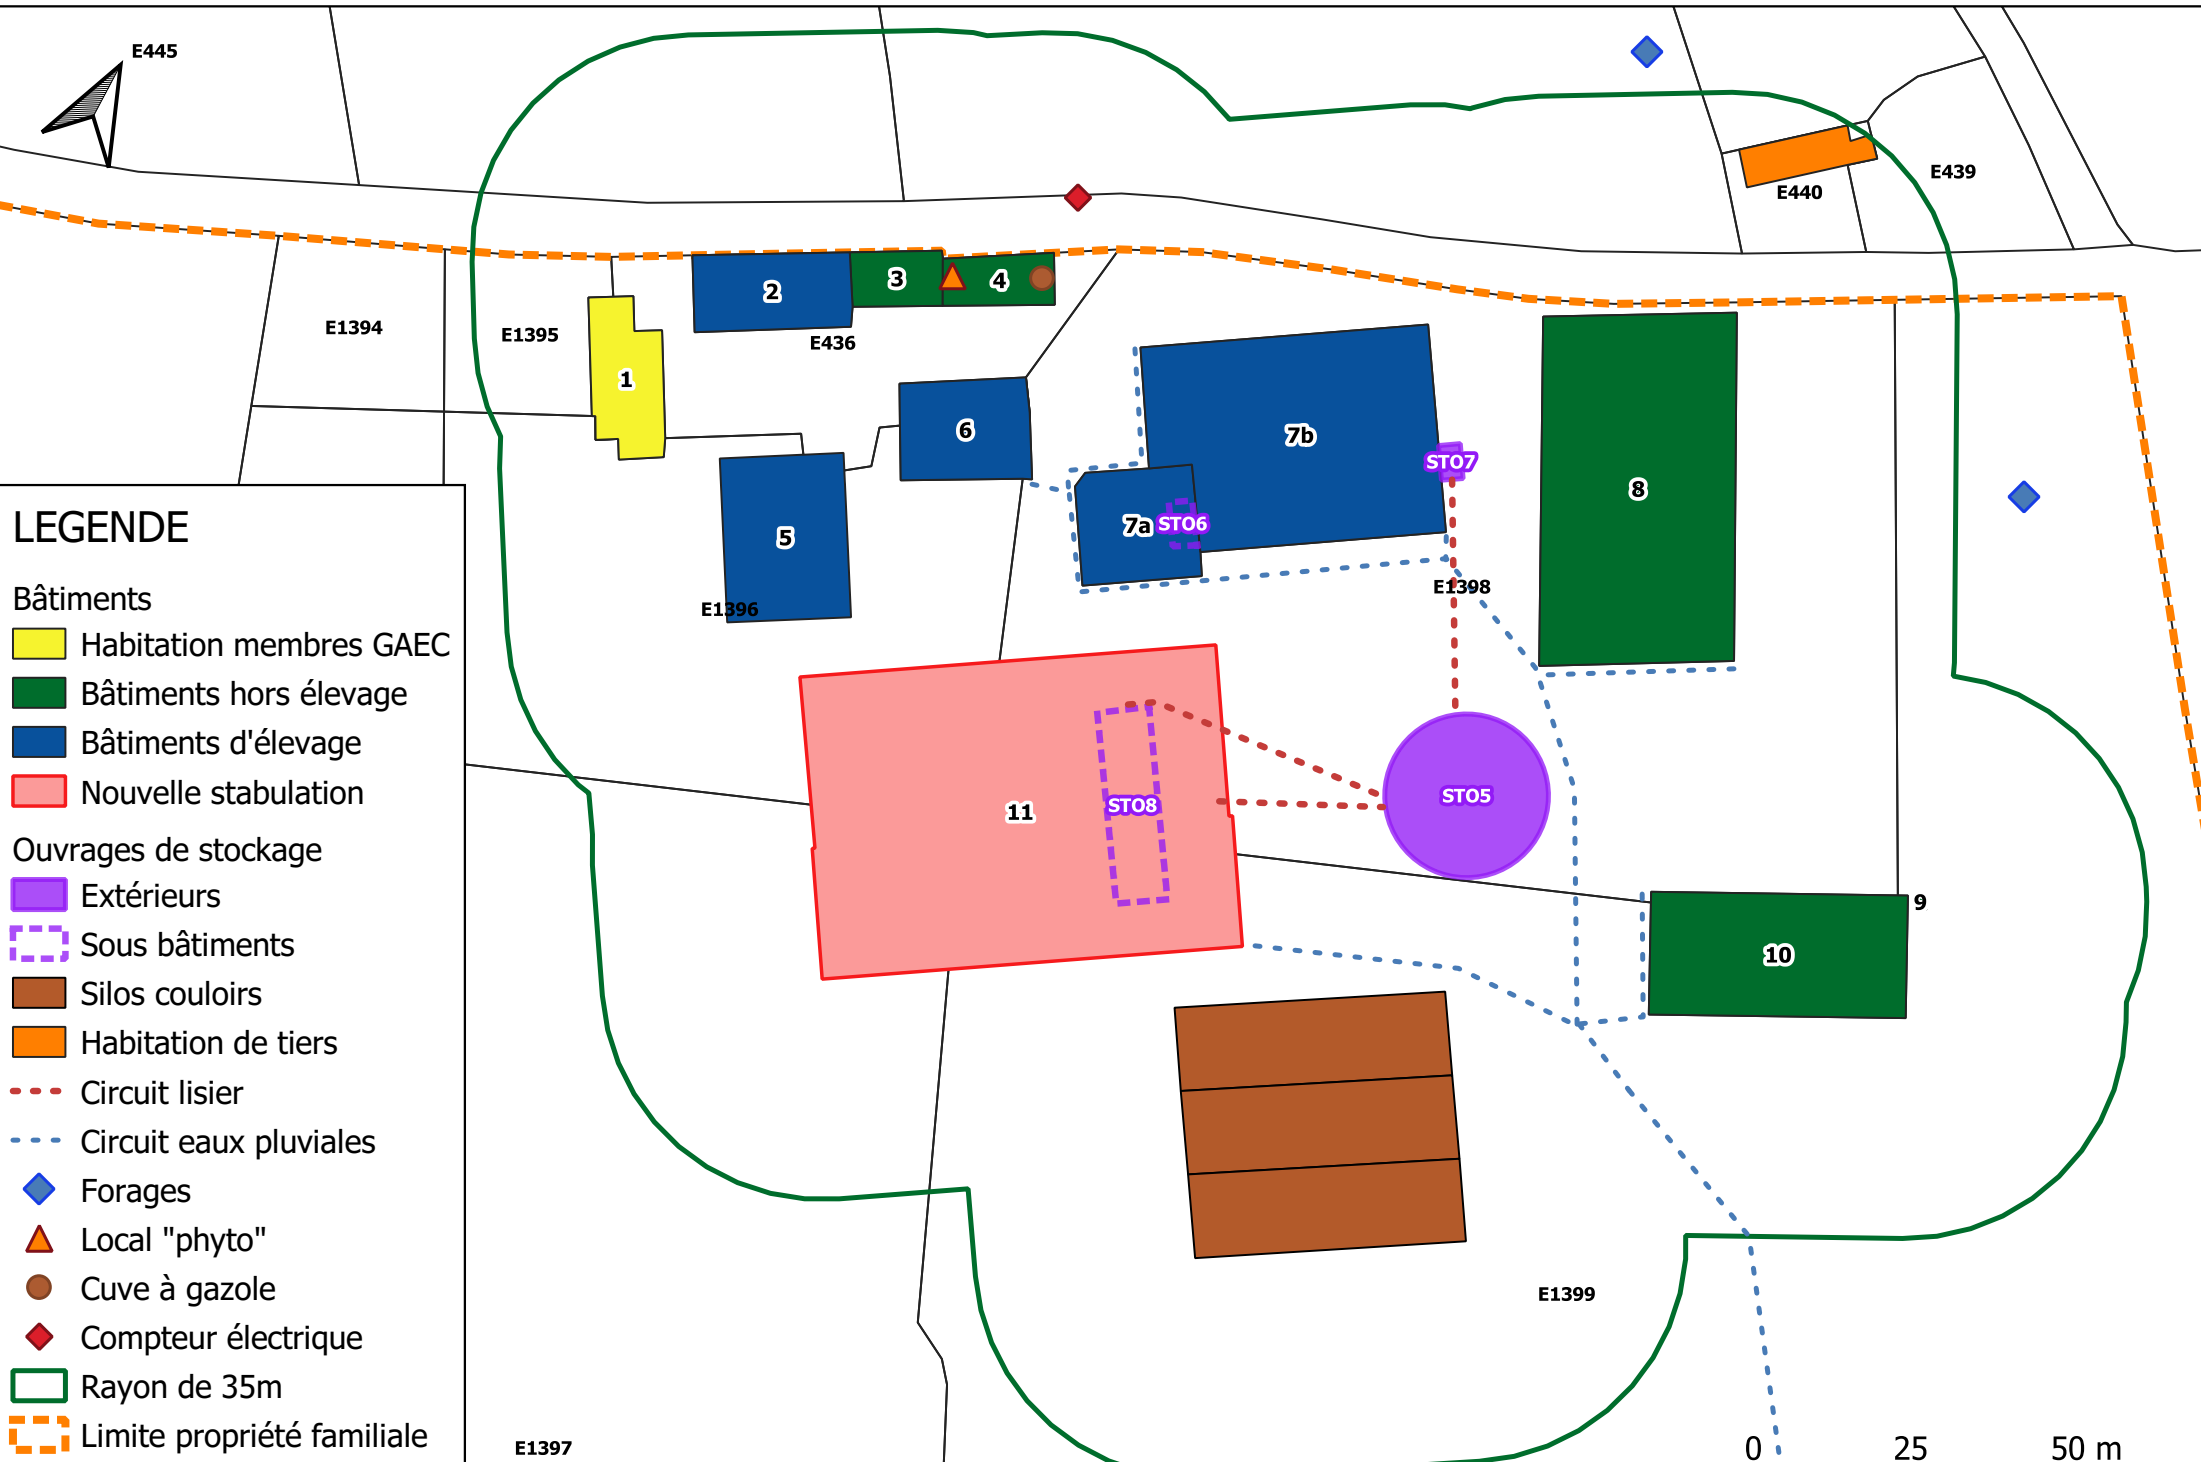 E445
E439
E440
2
3
4
E1394
E1395
E436
1
6
7b
STO7
8
7a
STO6
5
E1398
E1396
STO8
STO5
11
9
10
E1399
E1397
LEGENDE
Bâtiments
Habitation membres GAEC
Bâtiments hors élevage
Bâtiments d'élevage
Nouvelle stabulation
Ouvrages de stockage
Extérieurs
Sous bâtiments
Silos couloirs
Habitation de tiers
Circuit lisier
Circuit eaux pluviales
Forages
Local "phyto"
Cuve à gazole
Compteur électrique
Rayon de 35m
Limite propriété familiale
0 25 50 m